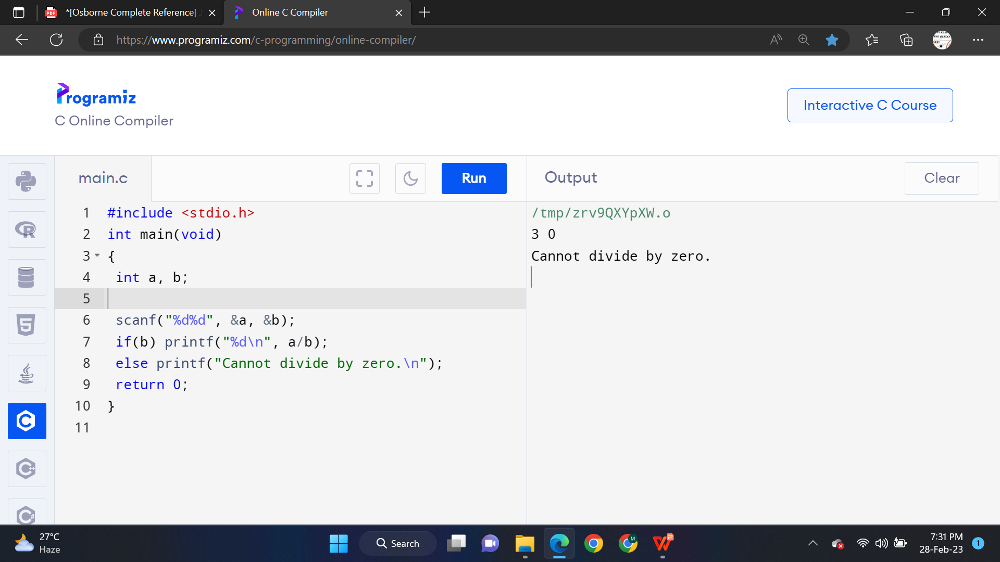 *[Osborne Complete Reference]
Online C Compiler
https://www.programiz.com/c-programming/online-compiler/
Programiz
C Online Compiler
Interactive C Course
main.c
Run
Output
Clear
1 #include <stdio.h>
2 int main(void)
3 {
4 int a, b;
5
6 scanf("%d%d", &a, &b);
7 if(b) printf("%d\n", a/b);
8 else printf("Cannot divide by zero.\n");
9 return 0;
10 }
11
/tmp/zrv9QXYpXW.o
3 0
Cannot divide by zero.
27°C
Haze
Search
7:31 PM
28-Feb-23
1